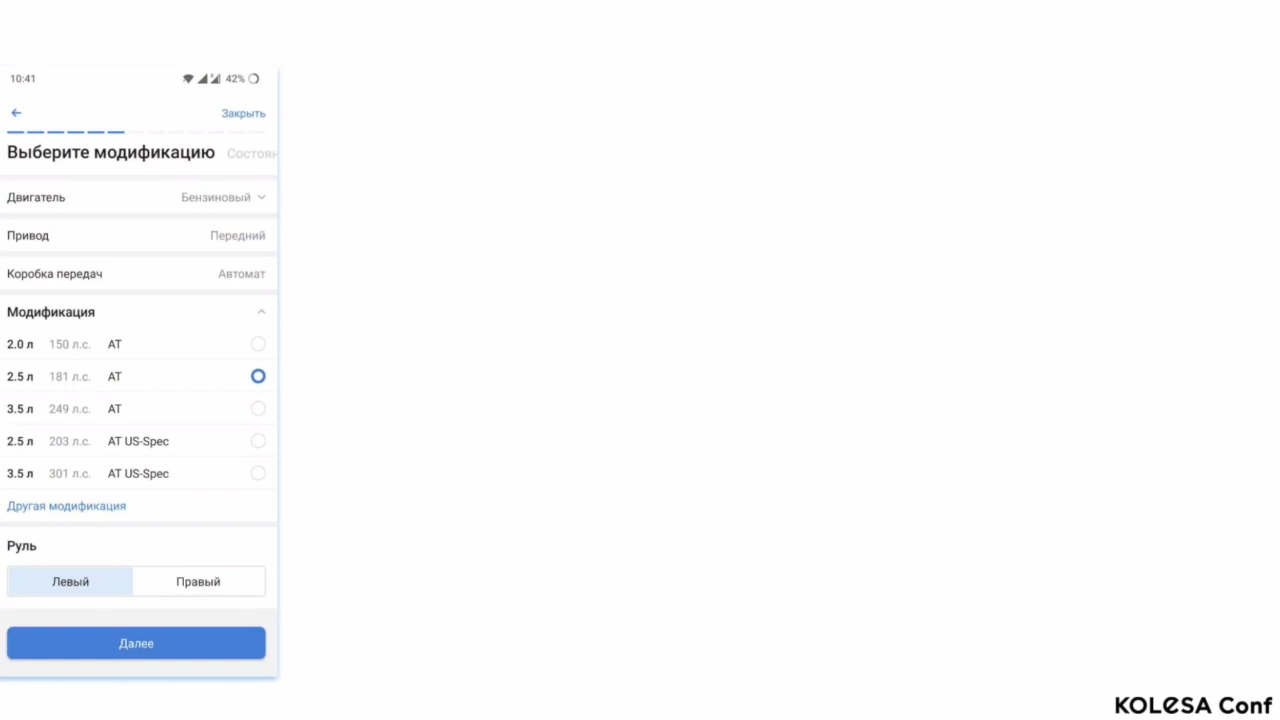 10:41 42%
Закрыть
Выберите модификацию Состоян
Двигатель Бензиновый
Привод Передний
Коробка передач Автомат
Модификация
2.0 л 150 л.с. AT
2.5 л 181 л.с. AT
3.5 л 249 л.с. AT
2.5 л 203 л.с. AT US-Spec
3.5 л 301 л.с. AT US-Spec
Другая модификация
Руль
Левый Правый
Далее
KOLESA Conf